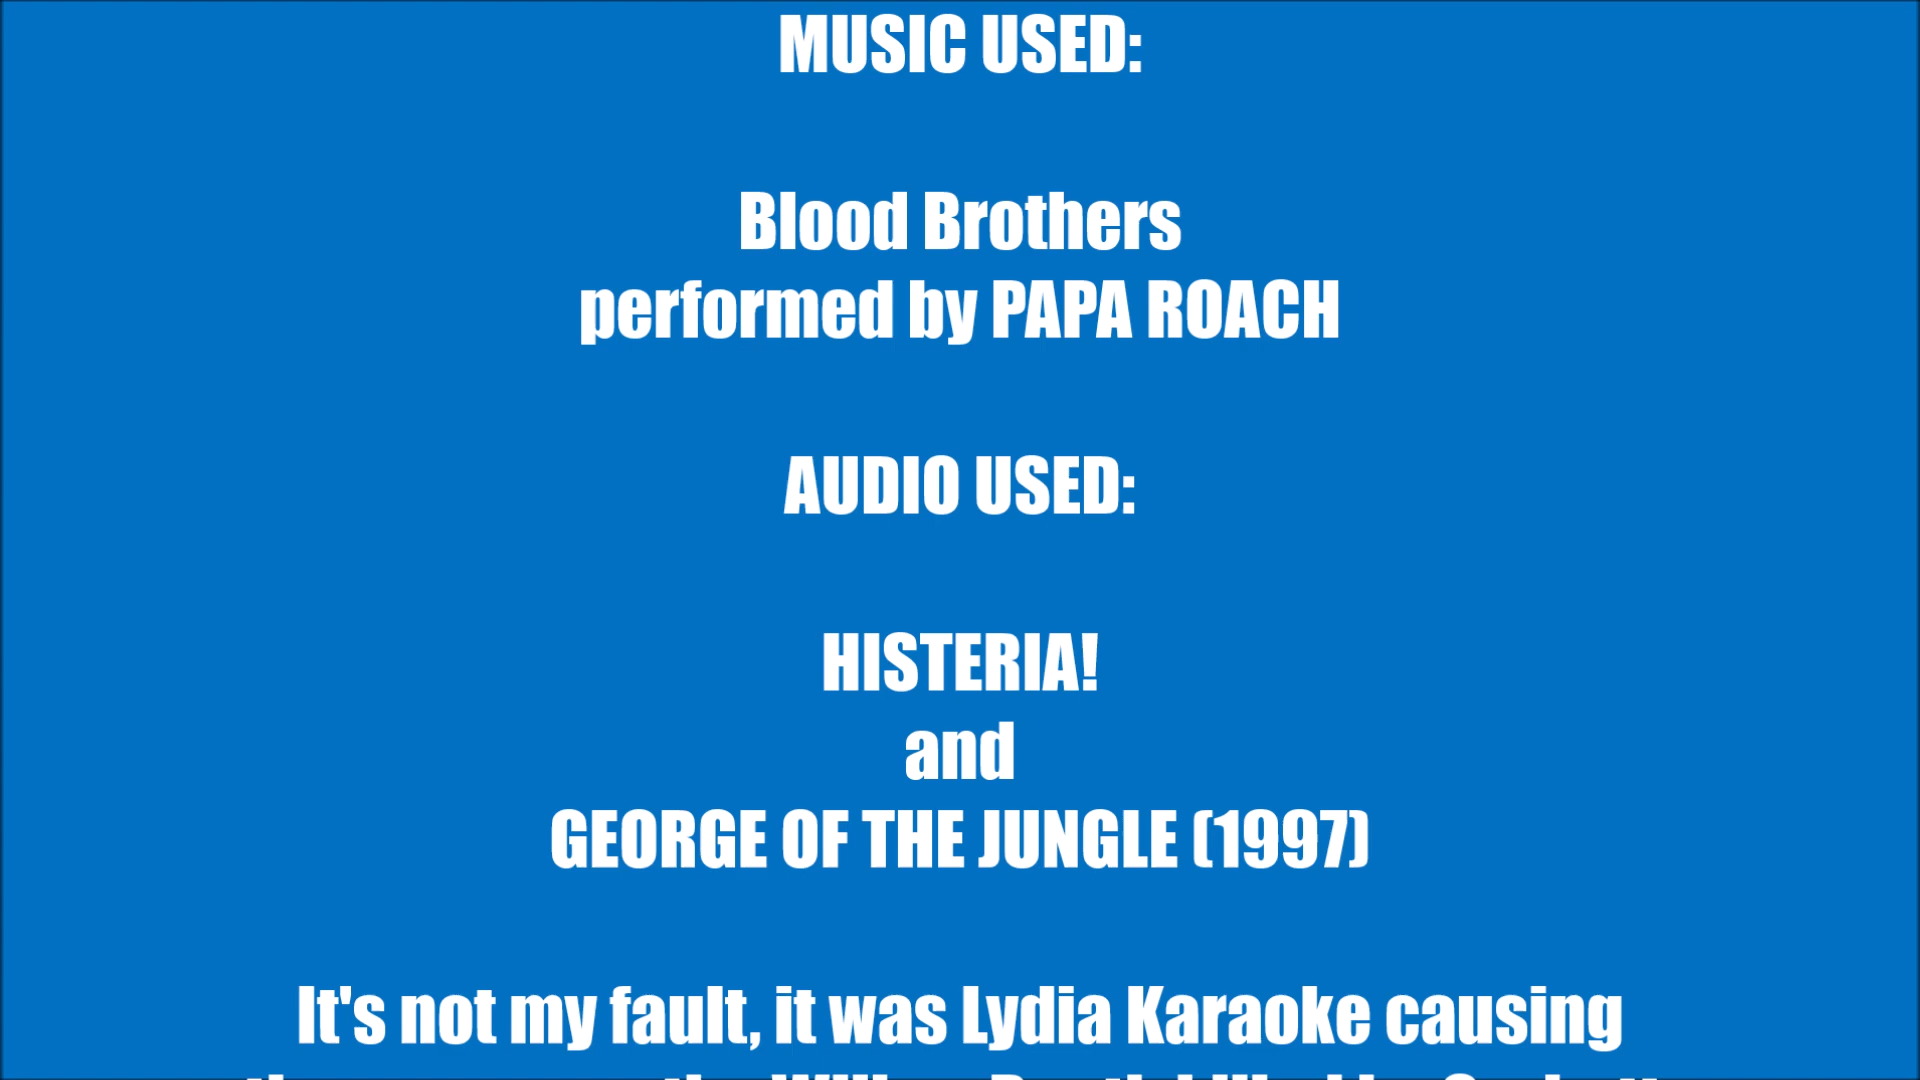 MUSIC USED:
Blood Brothers
performed by PAPA ROACH
AUDIO USED:
HISTERIA!
and
GEORGE OF THE JUNGLE (1997)
It's not my fault, it was Lydia Karaoke causing